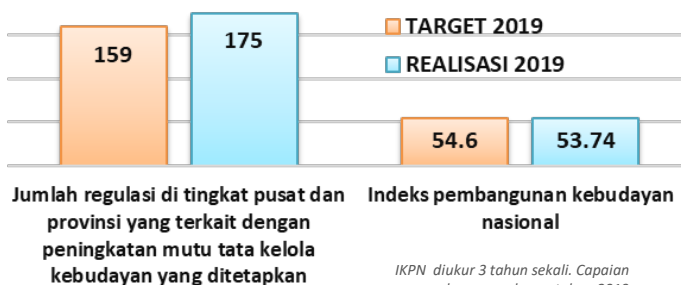 159
175
TARGET 2019
REALISASI 2019
54.6
53.74
Jumlah regulasi di tingkat pusat dan
provinsi yang terkait dengan
peningkatan mutu tata kelola
kebudayan yang ditetapkan
Indeks pembangunan kebudayan
nasional
IKPN diukur 3 tahun sekali. Capaian